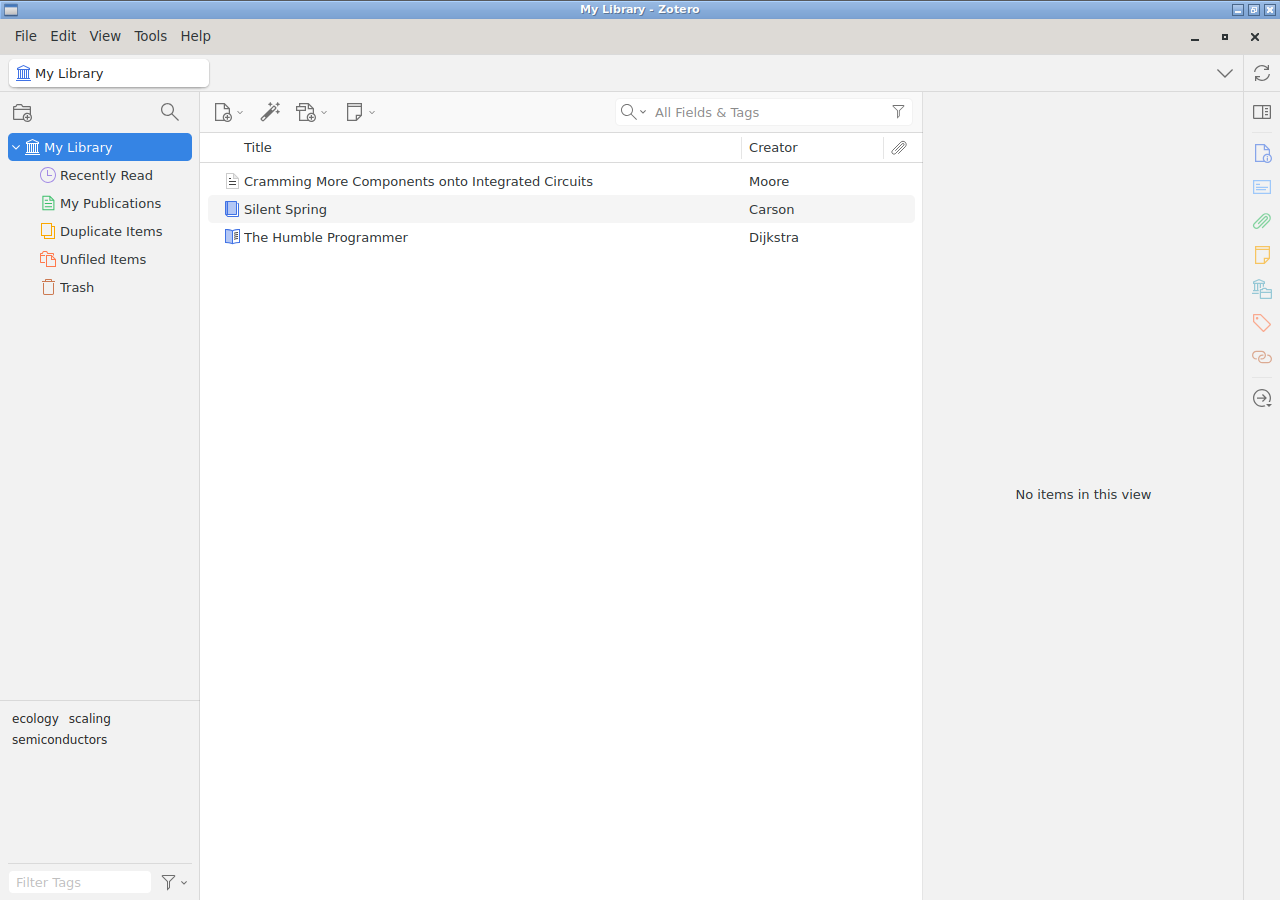 My Library - Zotero
File Edit View Tools Help
My Library
All Fields & Tags
My Library
Recently Read
My Publications
Duplicate Items
Unfiled Items
Trash
Title Creator
Cramming More Components onto Integrated Circuits Moore
Silent Spring Carson
The Humble Programmer Dijkstra
No items in this view
ecology scaling
semiconductors
Filter Tags